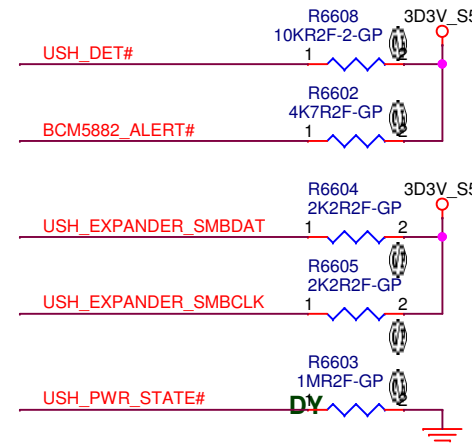 R6608 3D3V_S5
10KR2F-2-GP
USH_DET# 1 2
R6602
4K7R2F-GP
BCM5882_ALERT# 1 2
R6604 3D3V_S5
2K2R2F-GP
USH_EXPANDER_SMBDAT 1 2
R6605
2K2R2F-GP
USH_EXPANDER_SMBCLK 1 2
R6603
1MR2F-GP
USH_PWR_STATE# DY 1 2